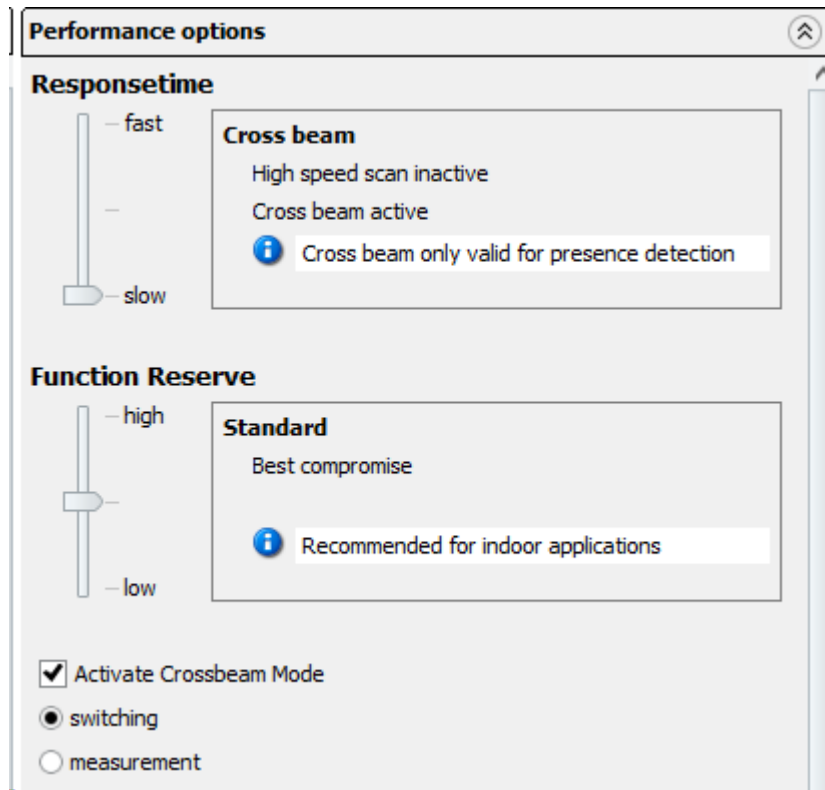 Performance options
Responsetime
fast
Cross beam
High speed scan inactive
Cross beam active
Cross beam only valid for presence detection
slow
Function Reserve
high
Standard
Best compromise
Recommended for indoor applications
low
Activate Crossbeam Mode
switching
measurement